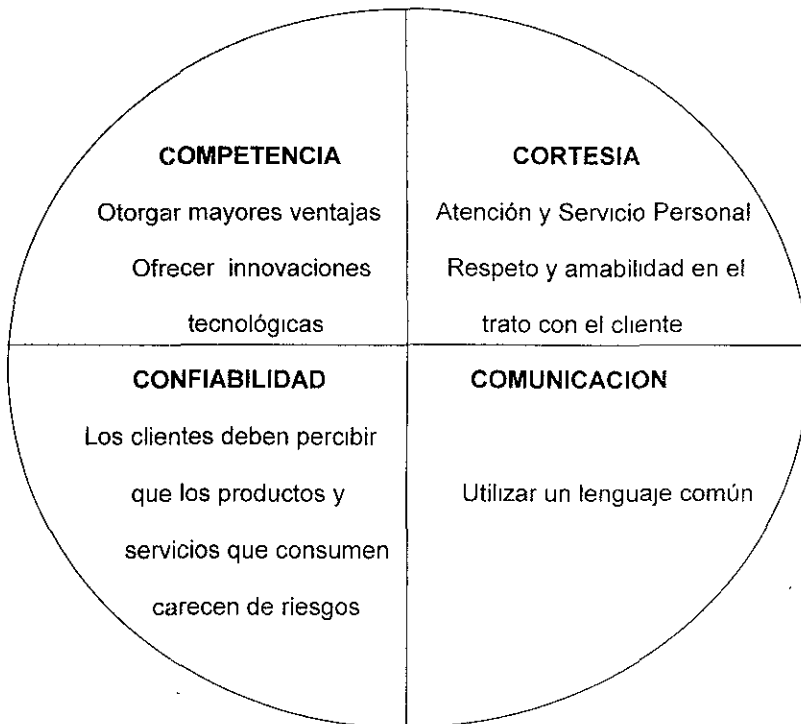 COMPETENCIA
Otorgar mayores ventajas
Ofrecer innovaciones
tecnológicas
CORTESIA
Atención y Servicio Personal
Respeto y amabilidad en el
trato con el cliente
CONFIABILIDAD
Los clientes deben percibir
que los productos y
servicios que consumen
carecen de riesgos
COMUNICACION
Utilizar un lenguaje común